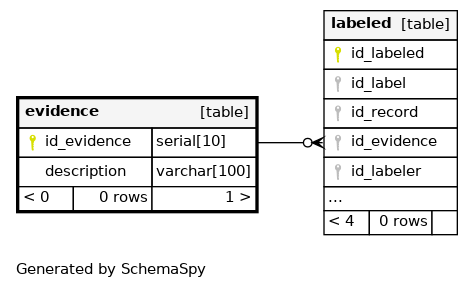 evidence [table]
id_evidence serial[10]
description varchar[100]
< 0 0 rows 1 >
labeled [table]
id_labeled
id_label
id_record
id_evidence
id_labeler
...
< 4 0 rows
Generated by SchemaSpy